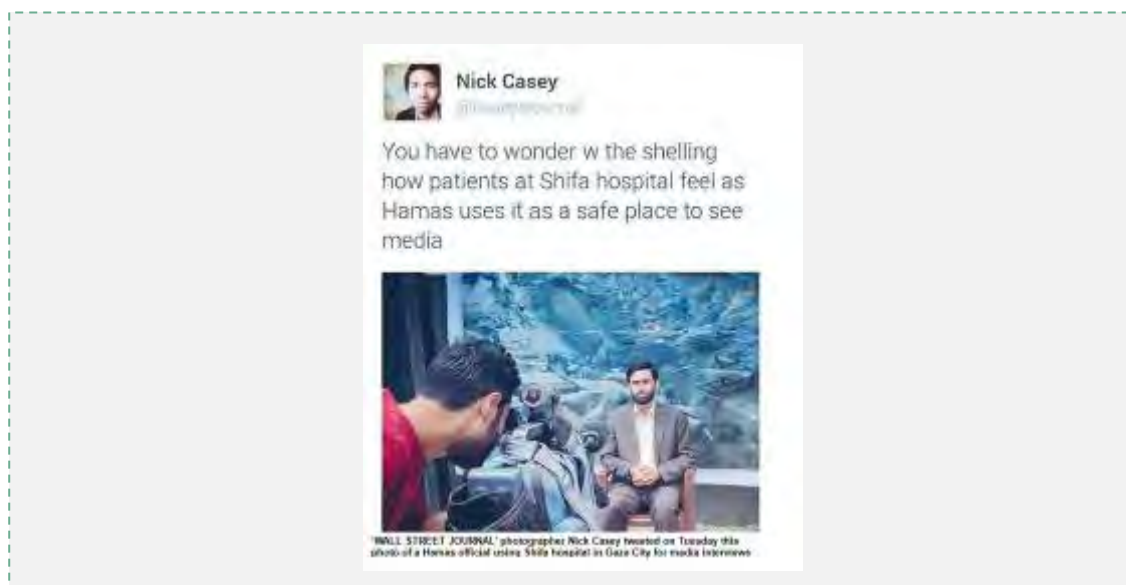 Nick Casey
You have to wonder w the shelling
how patients at Shifa hospital feel as
Hamas uses it as a safe place to see
media
'WALL STREET JOURNAL' photographer Nick Casey tweeted on Tuesday this
photo of a Hamas official using Shifa hospital in Gaza City for media interviews